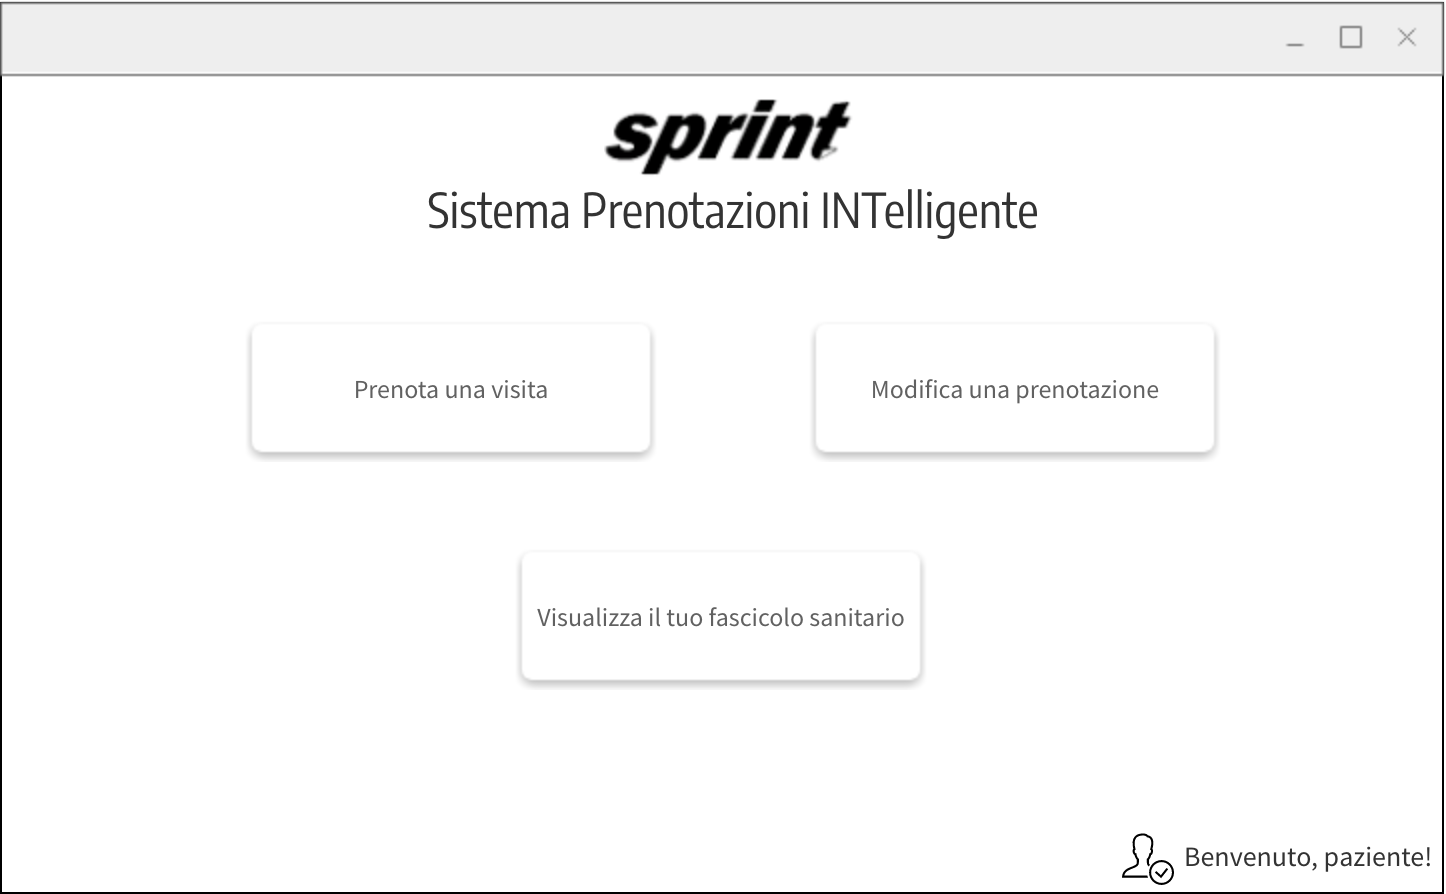 sprint
Sistema Prenotazioni INTelligente
Prenota una visita
Modifica una prenotazione
Visualizza il tuo fascicolo sanitario
Benvenuto, paziente!